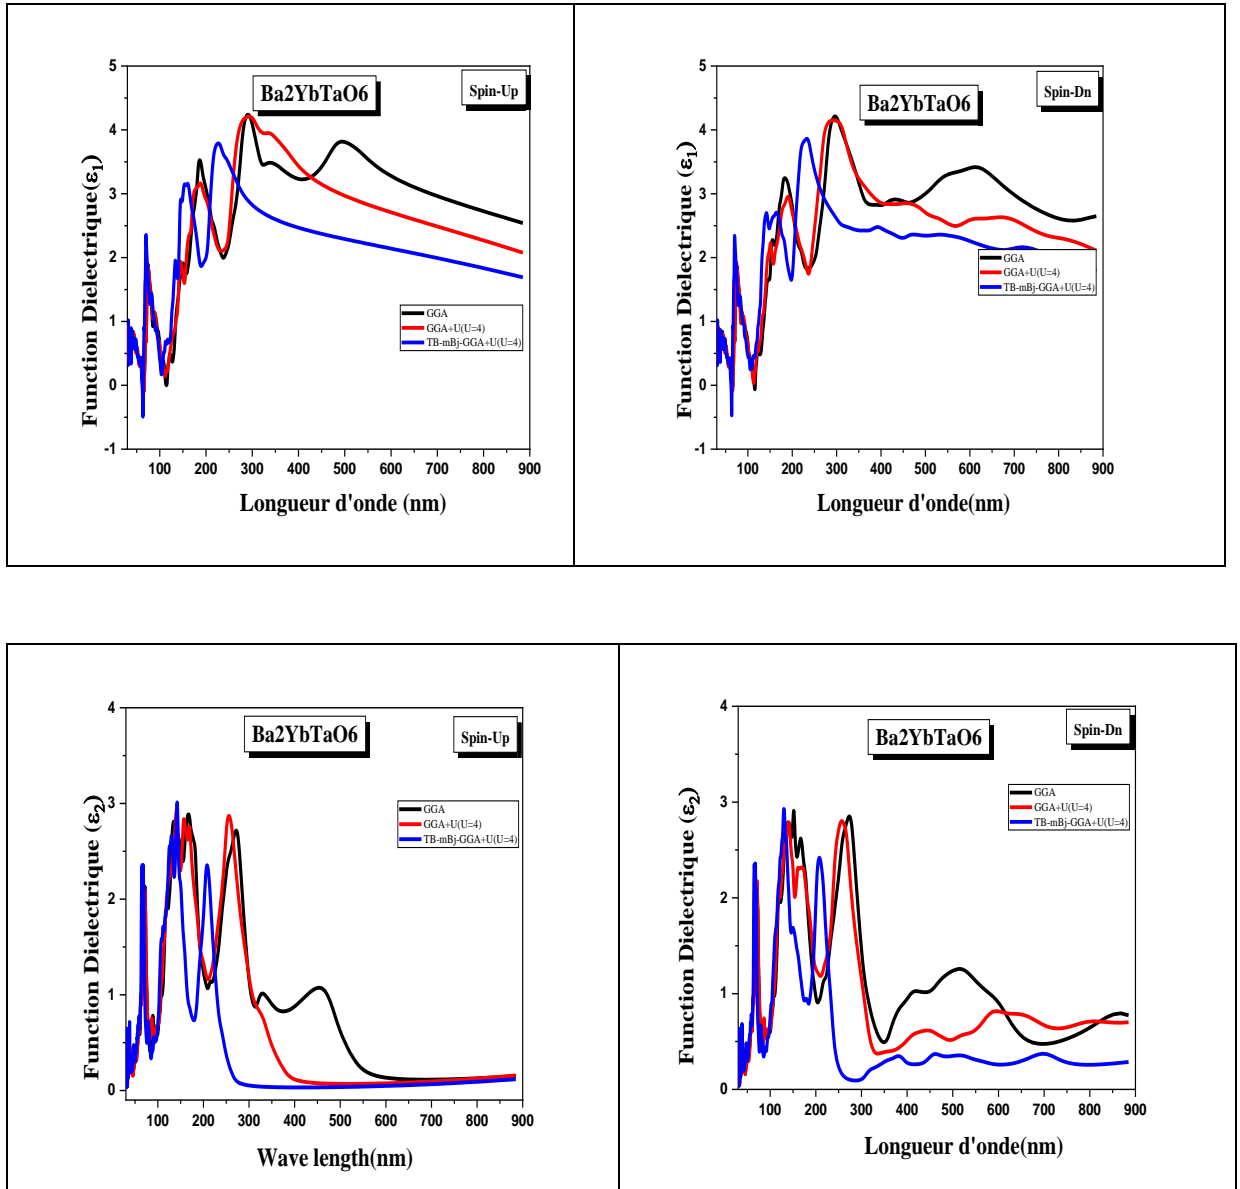 5
4
3
2
1
0
-1
Function Dielectrique(ε1)
Ba2YbTaO6
Spin-Up
GGA
GGA+U(U=4)
TB-mBj-GGA+U(U=4)
100 200 300 400 500 600 700 800 900
Longueur d'onde (nm)
5
4
3
2
1
0
-1
Function Dielectrique (ε1)
Ba2YbTaO6
Spin-Dn
GGA
GGA+U(U=4)
TB-mBj-GGA+U(U=4)
100 200 300 400 500 600 700 800 900
Longueur d'onde(nm)
4
3
2
1
0
Function Dielectrique (ε2)
Ba2YbTaO6
Spin-Up
GGA
GGA+U(U=4)
TB-mBj-GGA+U(U=4)
100 200 300 400 500 600 700 800 900
Wave length(nm)
4
3
2
1
0
Function Dielectrique (ε2)
Ba2YbTaO6
Spin-Dn
GGA
GGA+U(U=4)
TB-mBj-GGA+U(U=4)
100 200 300 400 500 600 700 800 900
Longueur d'onde(nm)